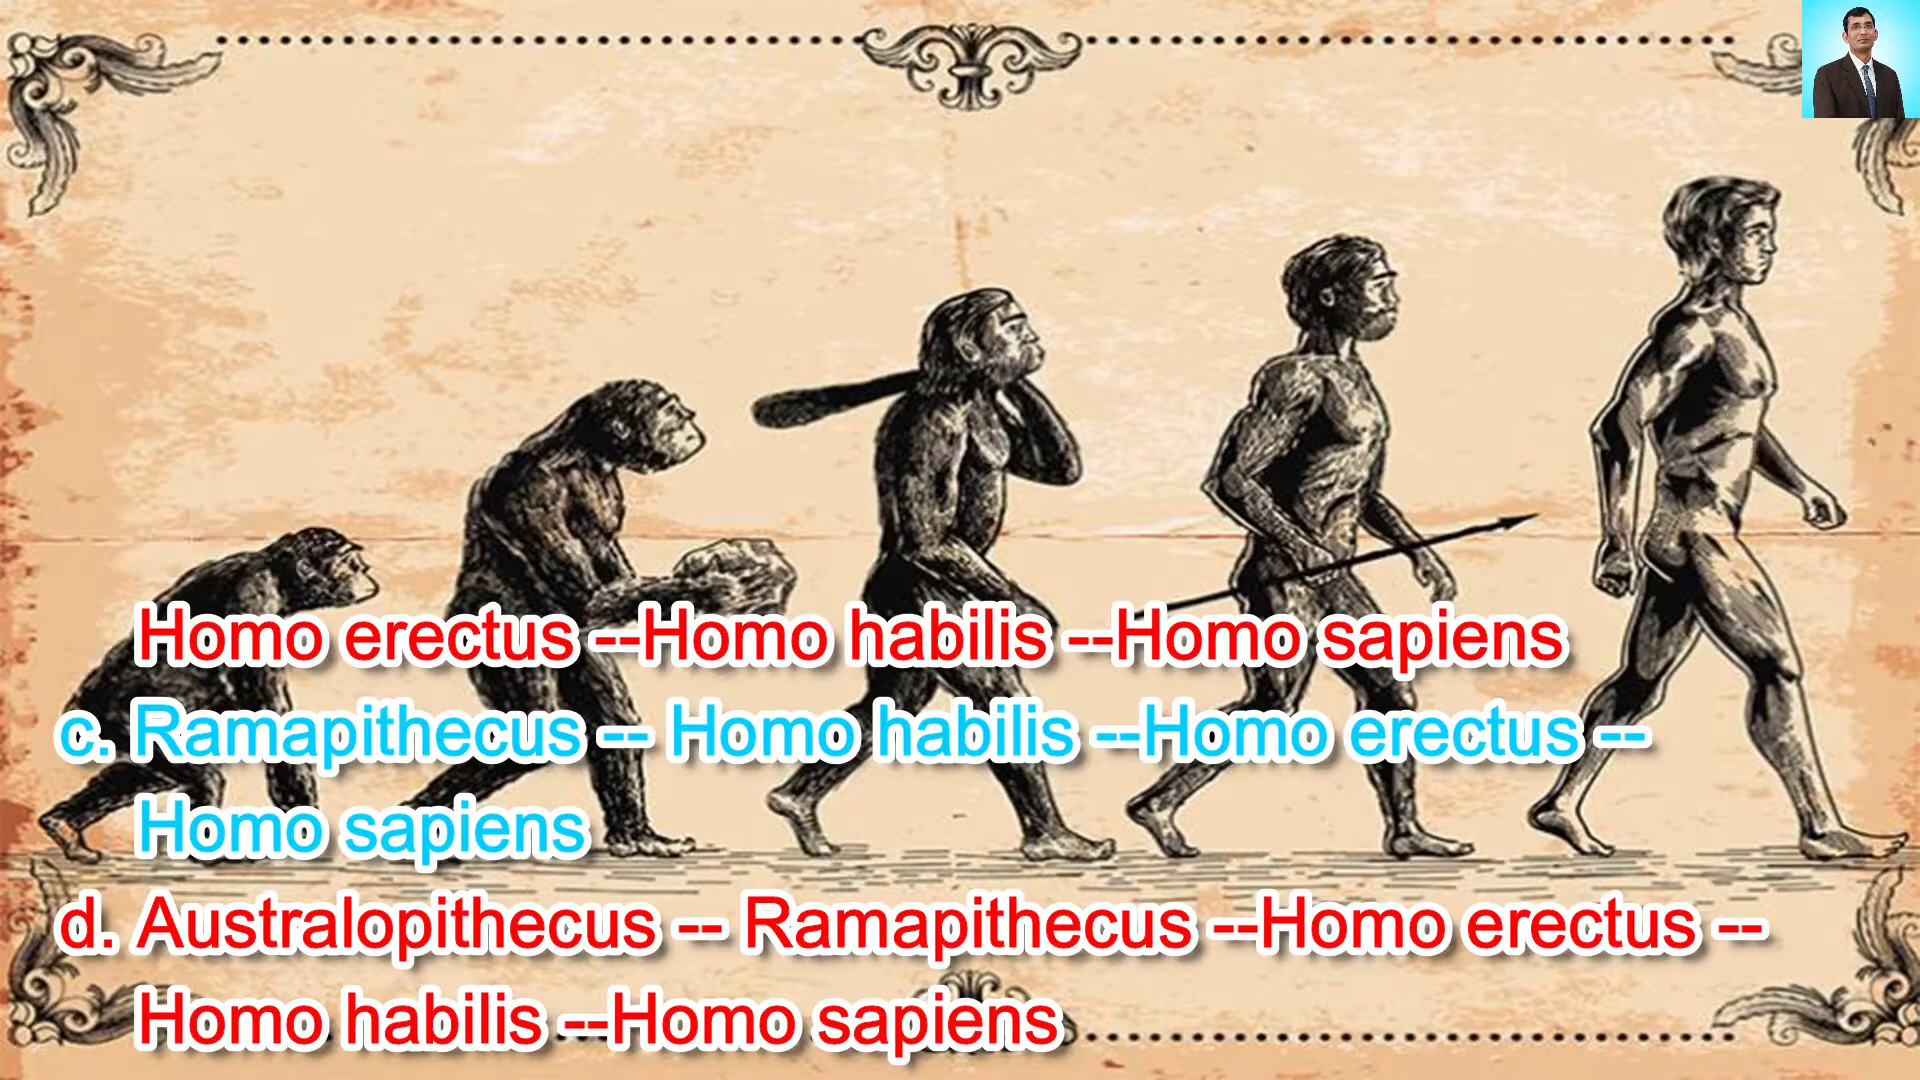 Homo erectus --Homo habilis --Homo sapiens
c. Ramapithecus -- Homo habilis --Homo erectus --
Homo sapiens
d. Australopithecus -- Ramapithecus --Homo erectus --
Homo habilis --Homo sapiens